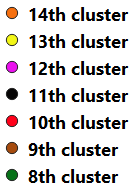 14th cluster
13th cluster
12th cluster
11th cluster
10th cluster
9th cluster
8th cluster